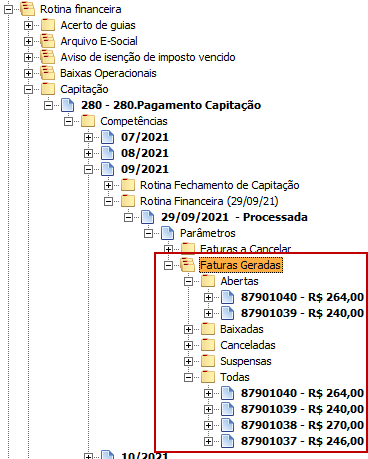 Rotina financeira
Acerto de guias
Arquivo E-Social
Aviso de isenção de imposto vencido
Baixas Operacionais
Capitação
280 - 280.Pagamento Capitação
Competências
07/2021
08/2021
09/2021
Rotina Fechamento de Capitação
Rotina Financeira (29/09/21)
29/09/2021 - Processada
Parâmetros
Faturas a Cancelar
Faturas Geradas
Abertas
87901040 - R$ 264,00
87901039 - R$ 240,00
Baixadas
Canceladas
Suspensas
Todas
87901040 - R$ 264,00
87901039 - R$ 240,00
87901038 - R$ 270,00
87901037 - R$ 246,00
10/2021